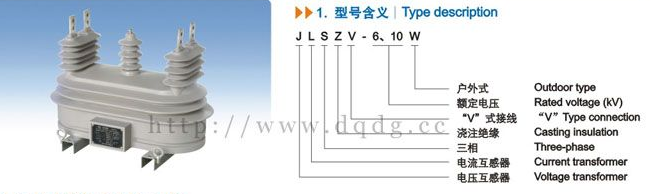 ▶▶1. 型号含义 | Type description
J L S Z V - 6、10 W
户外式 Outdoor type
额定电压 Rated voltage (kV)
“V”式接线 “V”Type connection
浇注绝缘 Casting insulation
三相 Three-phase
电流互感器 Current transformer
电压互感器 Voltage transformer
http://www.dqdg.cc